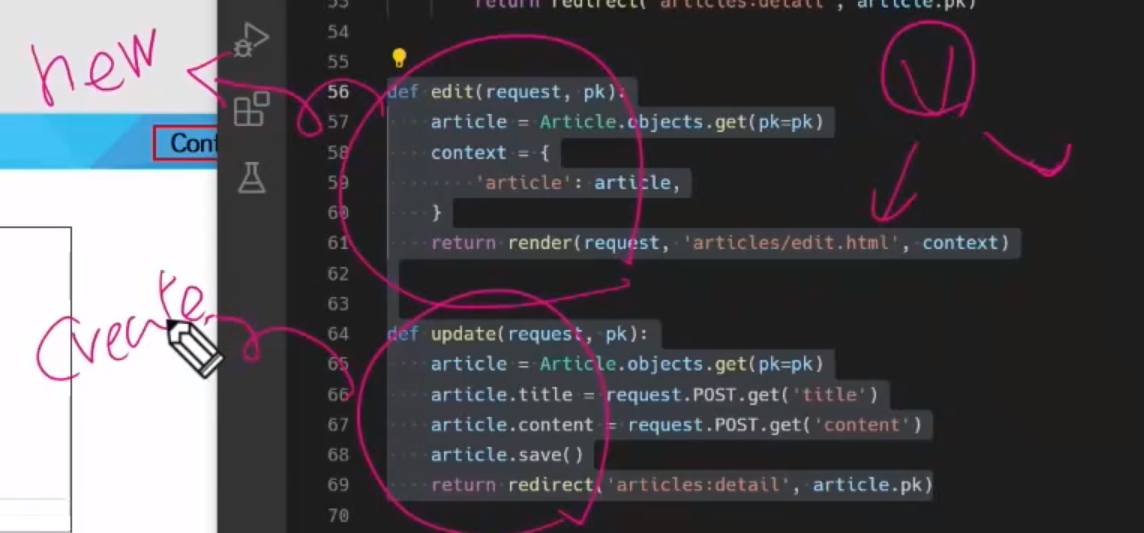 53 return redirect('articles:detail', article.pk)
54
55
new
56 def edit(request, pk):
57 article = Article.objects.get(pk=pk)
Cont
58 context = {
59 'article': article,
60 }
61 return render(request, 'articles/edit.html', context)
62
63
create
64 def update(request, pk):
65 article = Article.objects.get(pk=pk)
66 article.title = request.POST.get('title')
67 article.content = request.POST.get('content')
68 article.save()
69 return redirect('articles:detail', article.pk)
70